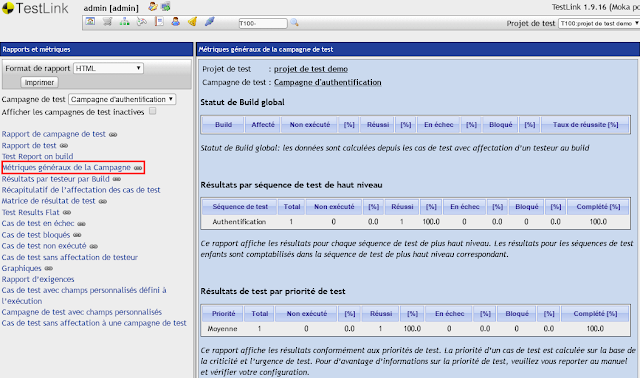 TestLink
admin [admin]
TestLink 1.9.16 (Moka po
T100-
Projet de test T100:projet de test demo
Rapports et métriques
Format de rapport HTML
Imprimer
Campagne de test Campagne d'authentification
Afficher les campagnes de test inactives
Rapport de campagne de test
Rapport de test
Test Report on build
Métriques généraux de la Campagne
Résultats par testeur par Build
Récapitulatif de l'affectation des cas de test
Matrice de résultat de test
Test Results Flat
Cas de test en échec
Cas de test bloqués
Cas de test non exécuté
Cas de test sans affectation de testeur
Graphiques
Rapport d'exigences
Cas de test avec champs personnalisés défini à
l'exécution
Campagne de test avec champs personnalisés
Cas de test sans affectation à une campagne de test
Métriques généraux de la campagne de test
Projet de test : projet de test demo
Campagne de test : Campagne d'authentification
Statut de Build global
Build Affecté Non exécuté [%] Réussi [%] En échec [%] Bloqué [%] Taux de réussite [%]
Statut de Build global: les données sont calculées depuis les cas de test avec affectation d'un testeur au build
Résultats par séquence de test de haut niveau
Séquence de test Total Non exécuté [%] Réussi [%] En échec [%] Bloqué [%] Complété [%]
Authentification 1 0 0.0 1 100.0 0 0.0 0 0.0 100.0
Ce rapport affiche les résultats pour chaque séquence de test de plus haut niveau. Les résultats pour les séquences de test
enfants sont comptabilisés dans la séquence de test de plus haut niveau correspondant.
Résultats de test par priorité de test
Priorité Total Non exécuté [%] Réussi [%] En échec [%] Bloqué [%] Complété [%]
Moyenne 1 0 0.0 1 100.0 0 0.0 0 0.0 100.0
Ce rapport affiche les résultats conformément aux priorités de test. La priorité d'un cas de test est calculée sur la base de
la criticité et l'urgence de test. Pour d'avantage d'informations sur la priorité de test, veuillez vous reporter au manuel
et vérifier votre configuration.